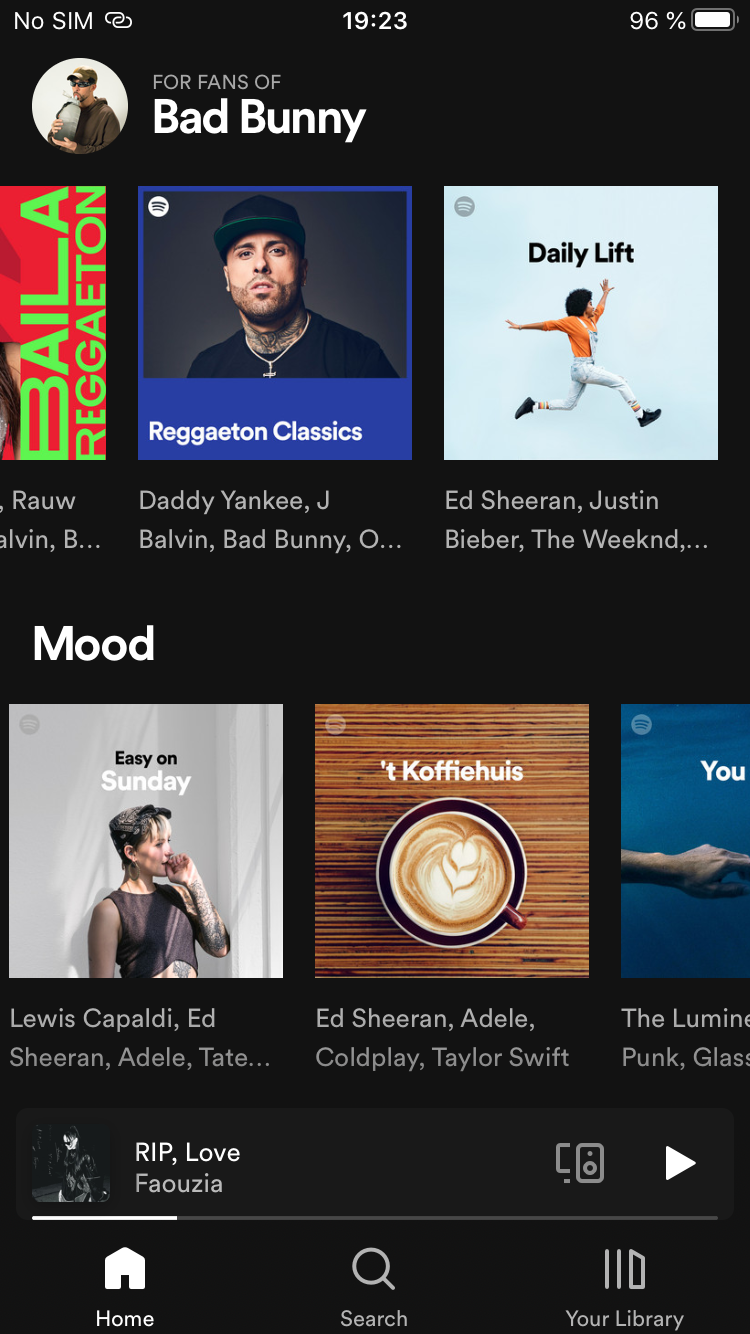 No SIM
19:23
96 %
FOR FANS OF
Bad Bunny
BAILA
REGGAETON
Reggaeton Classics
Daily Lift
, Rauw
alvin, B…
Daddy Yankee, J
Balvin, Bad Bunny, O…
Ed Sheeran, Justin
Bieber, The Weeknd,…
Mood
Easy on
Sunday
't Koffiehuis
You
Lewis Capaldi, Ed
Sheeran, Adele, Tate…
Ed Sheeran, Adele,
Coldplay, Taylor Swift
The Lumine
Punk, Glass
RIP, Love
Faouzia
Home
Search
Your Library